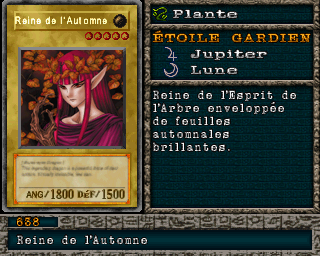 Reine de l'Automne
ANG/1800 DÉF/1500
Plante
ÉTOILE GARDIEN
Jupiter
Lune
Reine de l'Esprit de
l'Arbre enveloppée
de feuilles
automnales
brillantes.
638
Reine de l'Automne